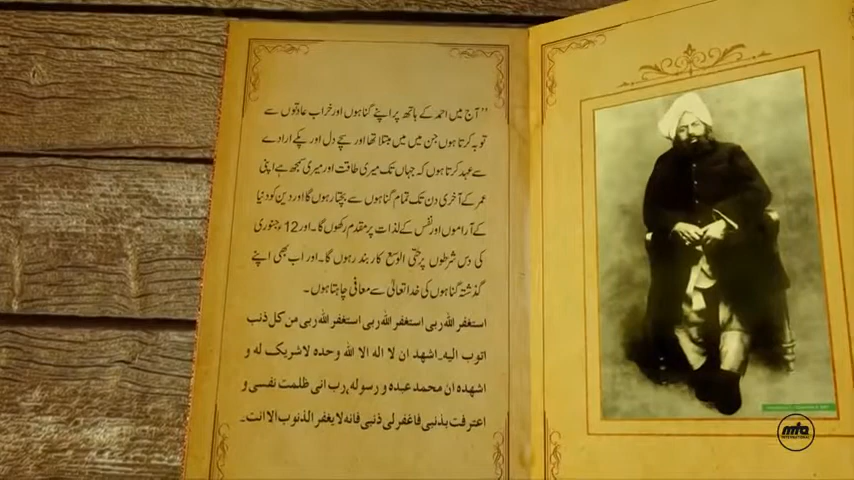 ”آج میں احمد کے ہاتھ پر اپنے گناہوں اور خراب عادتوں سے
توبہ کرتا ہوں جن میں میں مبتلا تھا اور سچے دل اور پکے ارادے
سے عہد کرتا ہوں کہ جہاں تک میری طاقت اور میری سمجھ ہے اپنی
عمر کے آخری دن تک تمام گناہوں سے بچتا رہوں گا اور دین کو دنیا
کے آراموں اور نفس کے لذات پر مقدم رکھوں گا۔ اور 12 جنوری
کی دس شرطوں پر حتی الوسع کاربند رہوں گا۔ اور اب بھی اپنے
گذشتہ گناہوں کی خدا تعالیٰ سے معافی چاہتا ہوں۔
استغفر اللہ ربی استغفر اللہ ربی استغفر اللہ ربی من کل ذنب
اتوب الیہ۔ اشھد ان لا الہ الا اللہ وحدہ لاشریک لہ و
اشھدہ ان محمد عبدہ و رسولہ، رب انی ظلمت نفسی و
اعترفت بذنبی فاغفرلی ذنبی فانہ لا یغفر الذنوب الا انت۔
mta
INTERNATIONAL